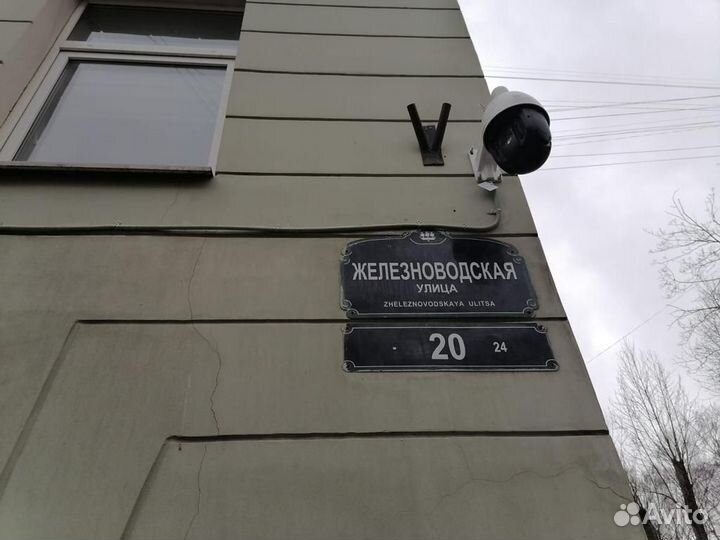 ЖЕЛЕЗНОВОДСКАЯ
УЛИЦА
ZHELEZNOVODSKAYA ULITSA
- 20 24
Avito